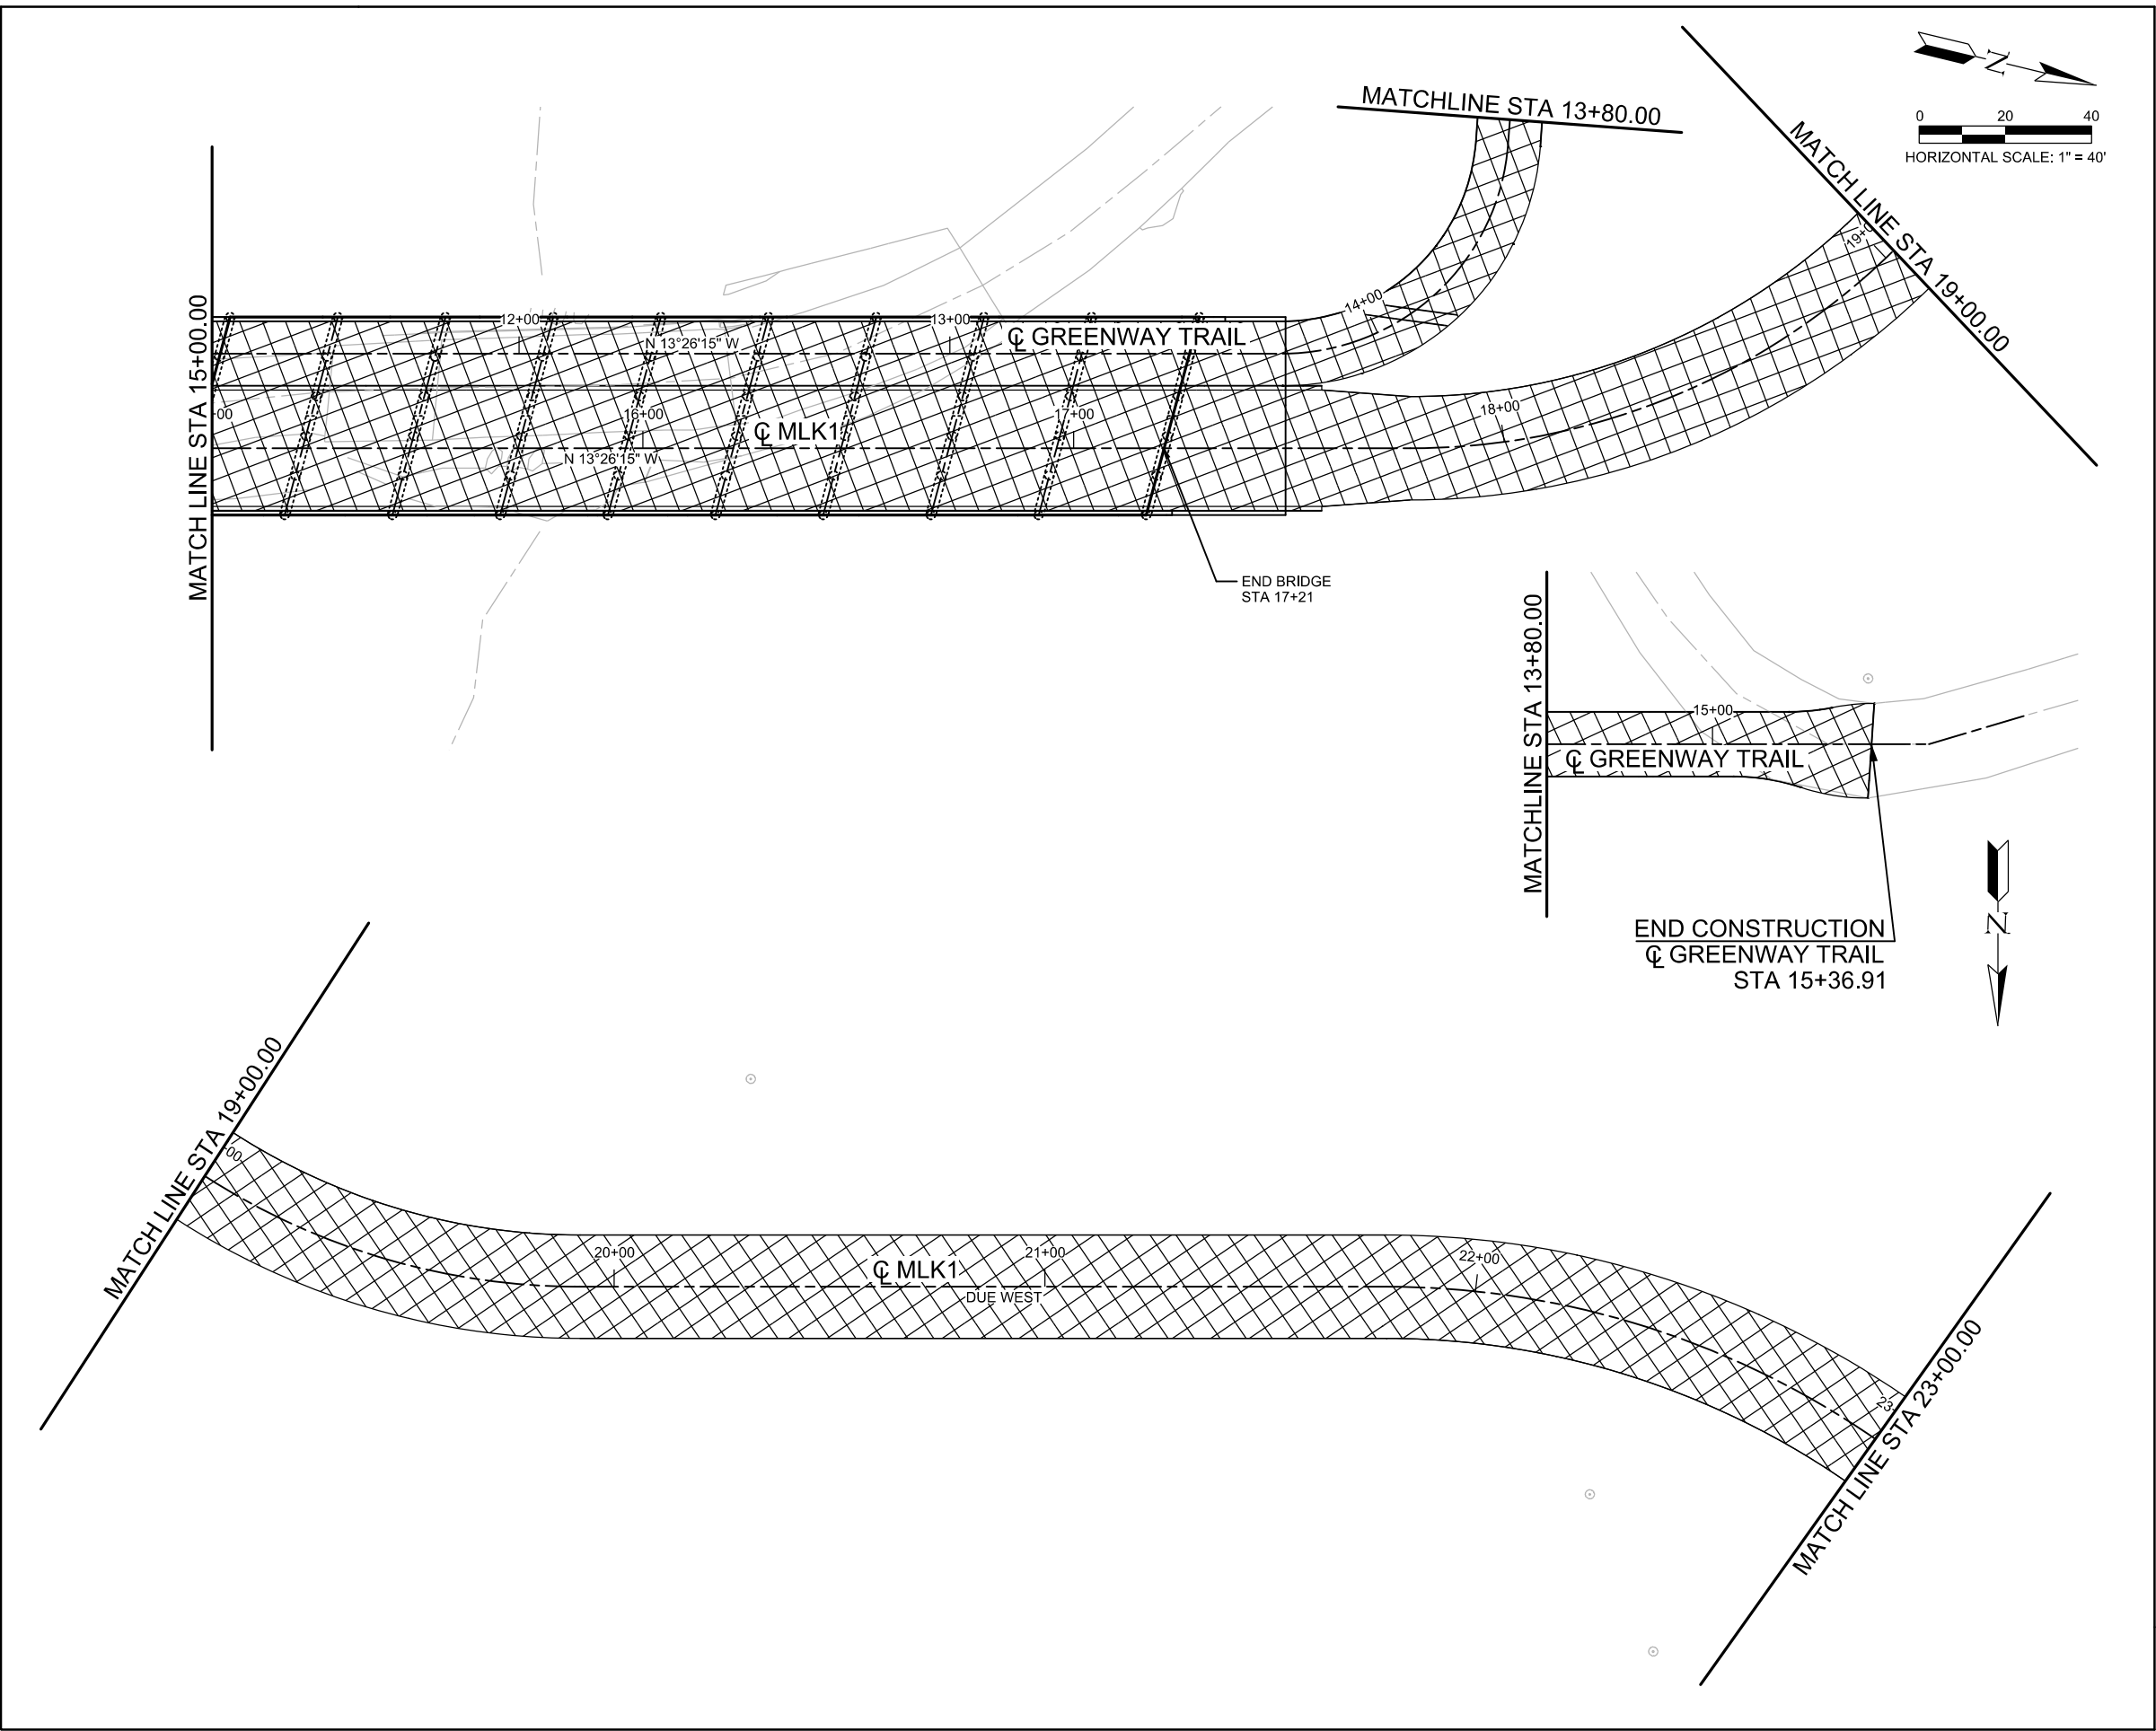 MATCHLINE STA 13+80.00
N
0 20 40
HORIZONTAL SCALE: 1" = 40'
MATCH LINE STA 19+00.00
19+
MATCH LINE STA 15+00.00
12+00
13+00
14+00
N 13°26'15" W
℄ GREENWAY TRAIL
-00
16+00
17+00
18+00
℄ MLK1
N 13°26'15" W
END BRIDGE
STA 17+21
MATCHLINE STA 13+80.00
15+00
℄ GREENWAY TRAIL
END CONSTRUCTION
℄ GREENWAY TRAIL
STA 15+36.91
N
MATCH LINE STA 19+00.00
-00
20+00
21+00
22+00
℄ MLK1
DUE WEST
23-
MATCH LINE STA 23+00.00